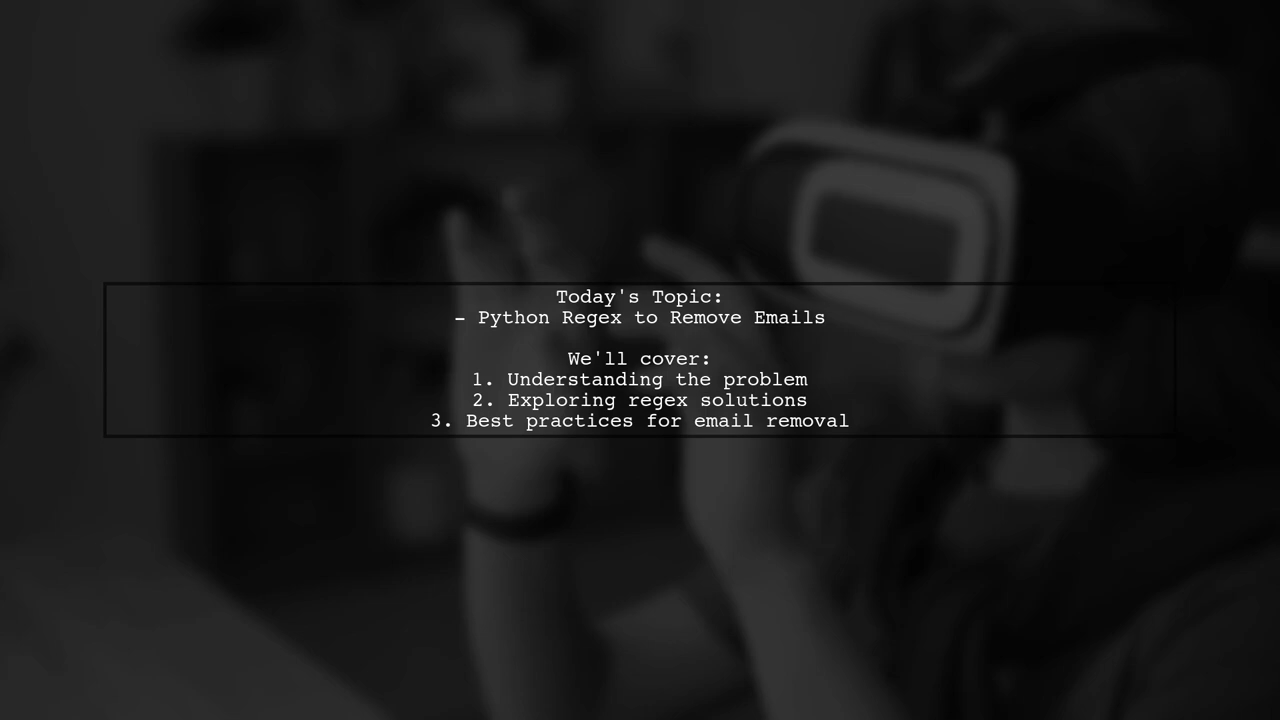 Today's Topic:
– Python Regex to Remove Emails
We'll cover:
1. Understanding the problem
2. Exploring regex solutions
3. Best practices for email removal